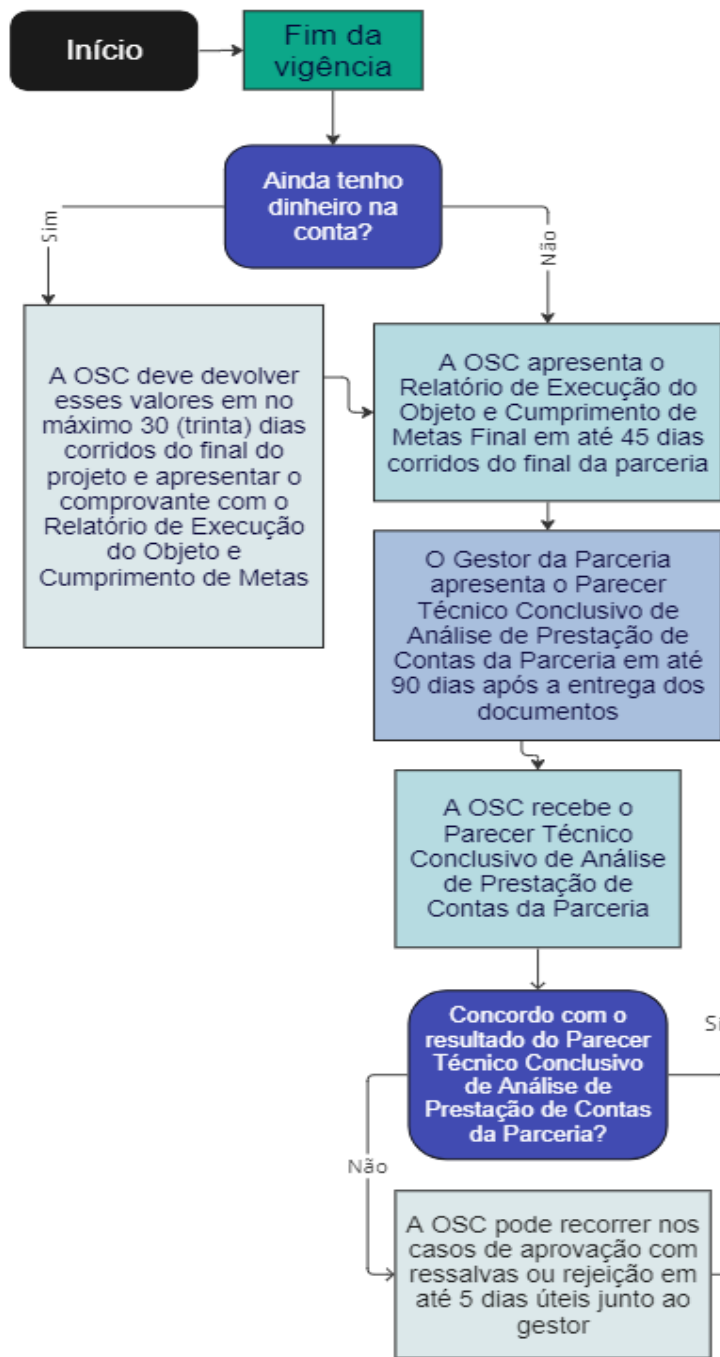 Início
Fim da
vigência
Ainda tenho
dinheiro na
conta?
Sim
Não
A OSC deve devolver
esses valores em no
máximo 30 (trinta) dias
corridos do final do
projeto e apresentar o
comprovante com o
Relatório de Execução
do Objeto e
Cumprimento de Metas
A OSC apresenta o
Relatório de Execução do
Objeto e Cumprimento de
Metas Final em até 45 dias
corridos do final da parceria
O Gestor da Parceria
apresenta o Parecer
Técnico Conclusivo de
Análise de Prestação de
Contas da Parceria em até
90 dias após a entrega dos
documentos
A OSC recebe o
Parecer Técnico
Conclusivo de Análise
de Prestação de
Contas da Parceria
Concordo com o
resultado do Parecer
Técnico Conclusivo
de Análise de
Prestação de Contas
da Parceria?
Não
A OSC pode recorrer nos
casos de aprovação com
ressalvas ou rejeição em
até 5 dias úteis junto ao
gestor